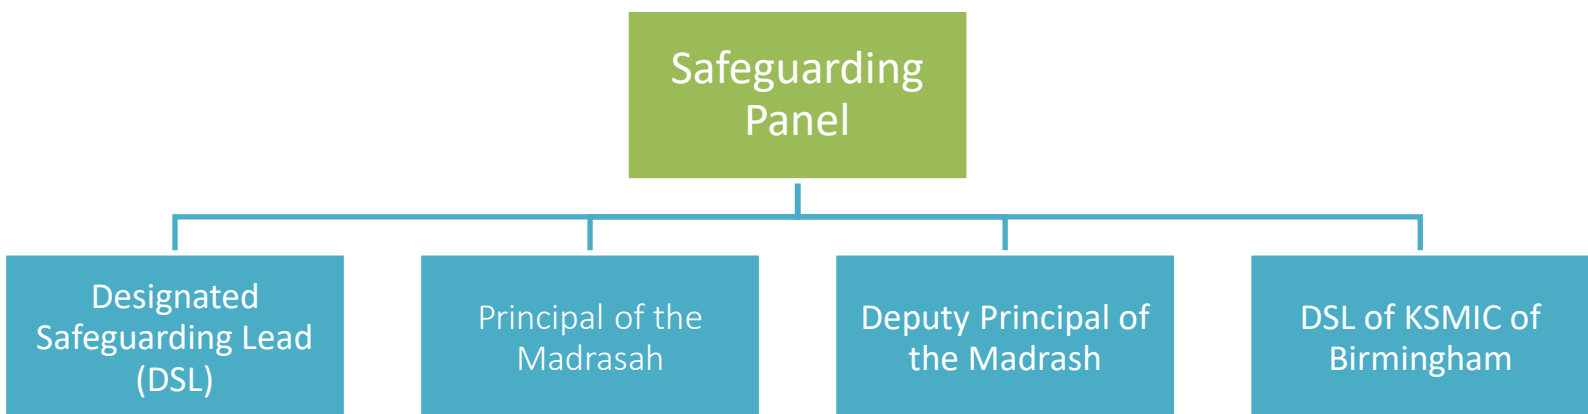 Safeguarding
Panel
Designated
Safeguarding Lead
(DSL)
Principal of the
Madrasah
Deputy Principal of
the Madrash
DSL of KSMIC of
Birmingham